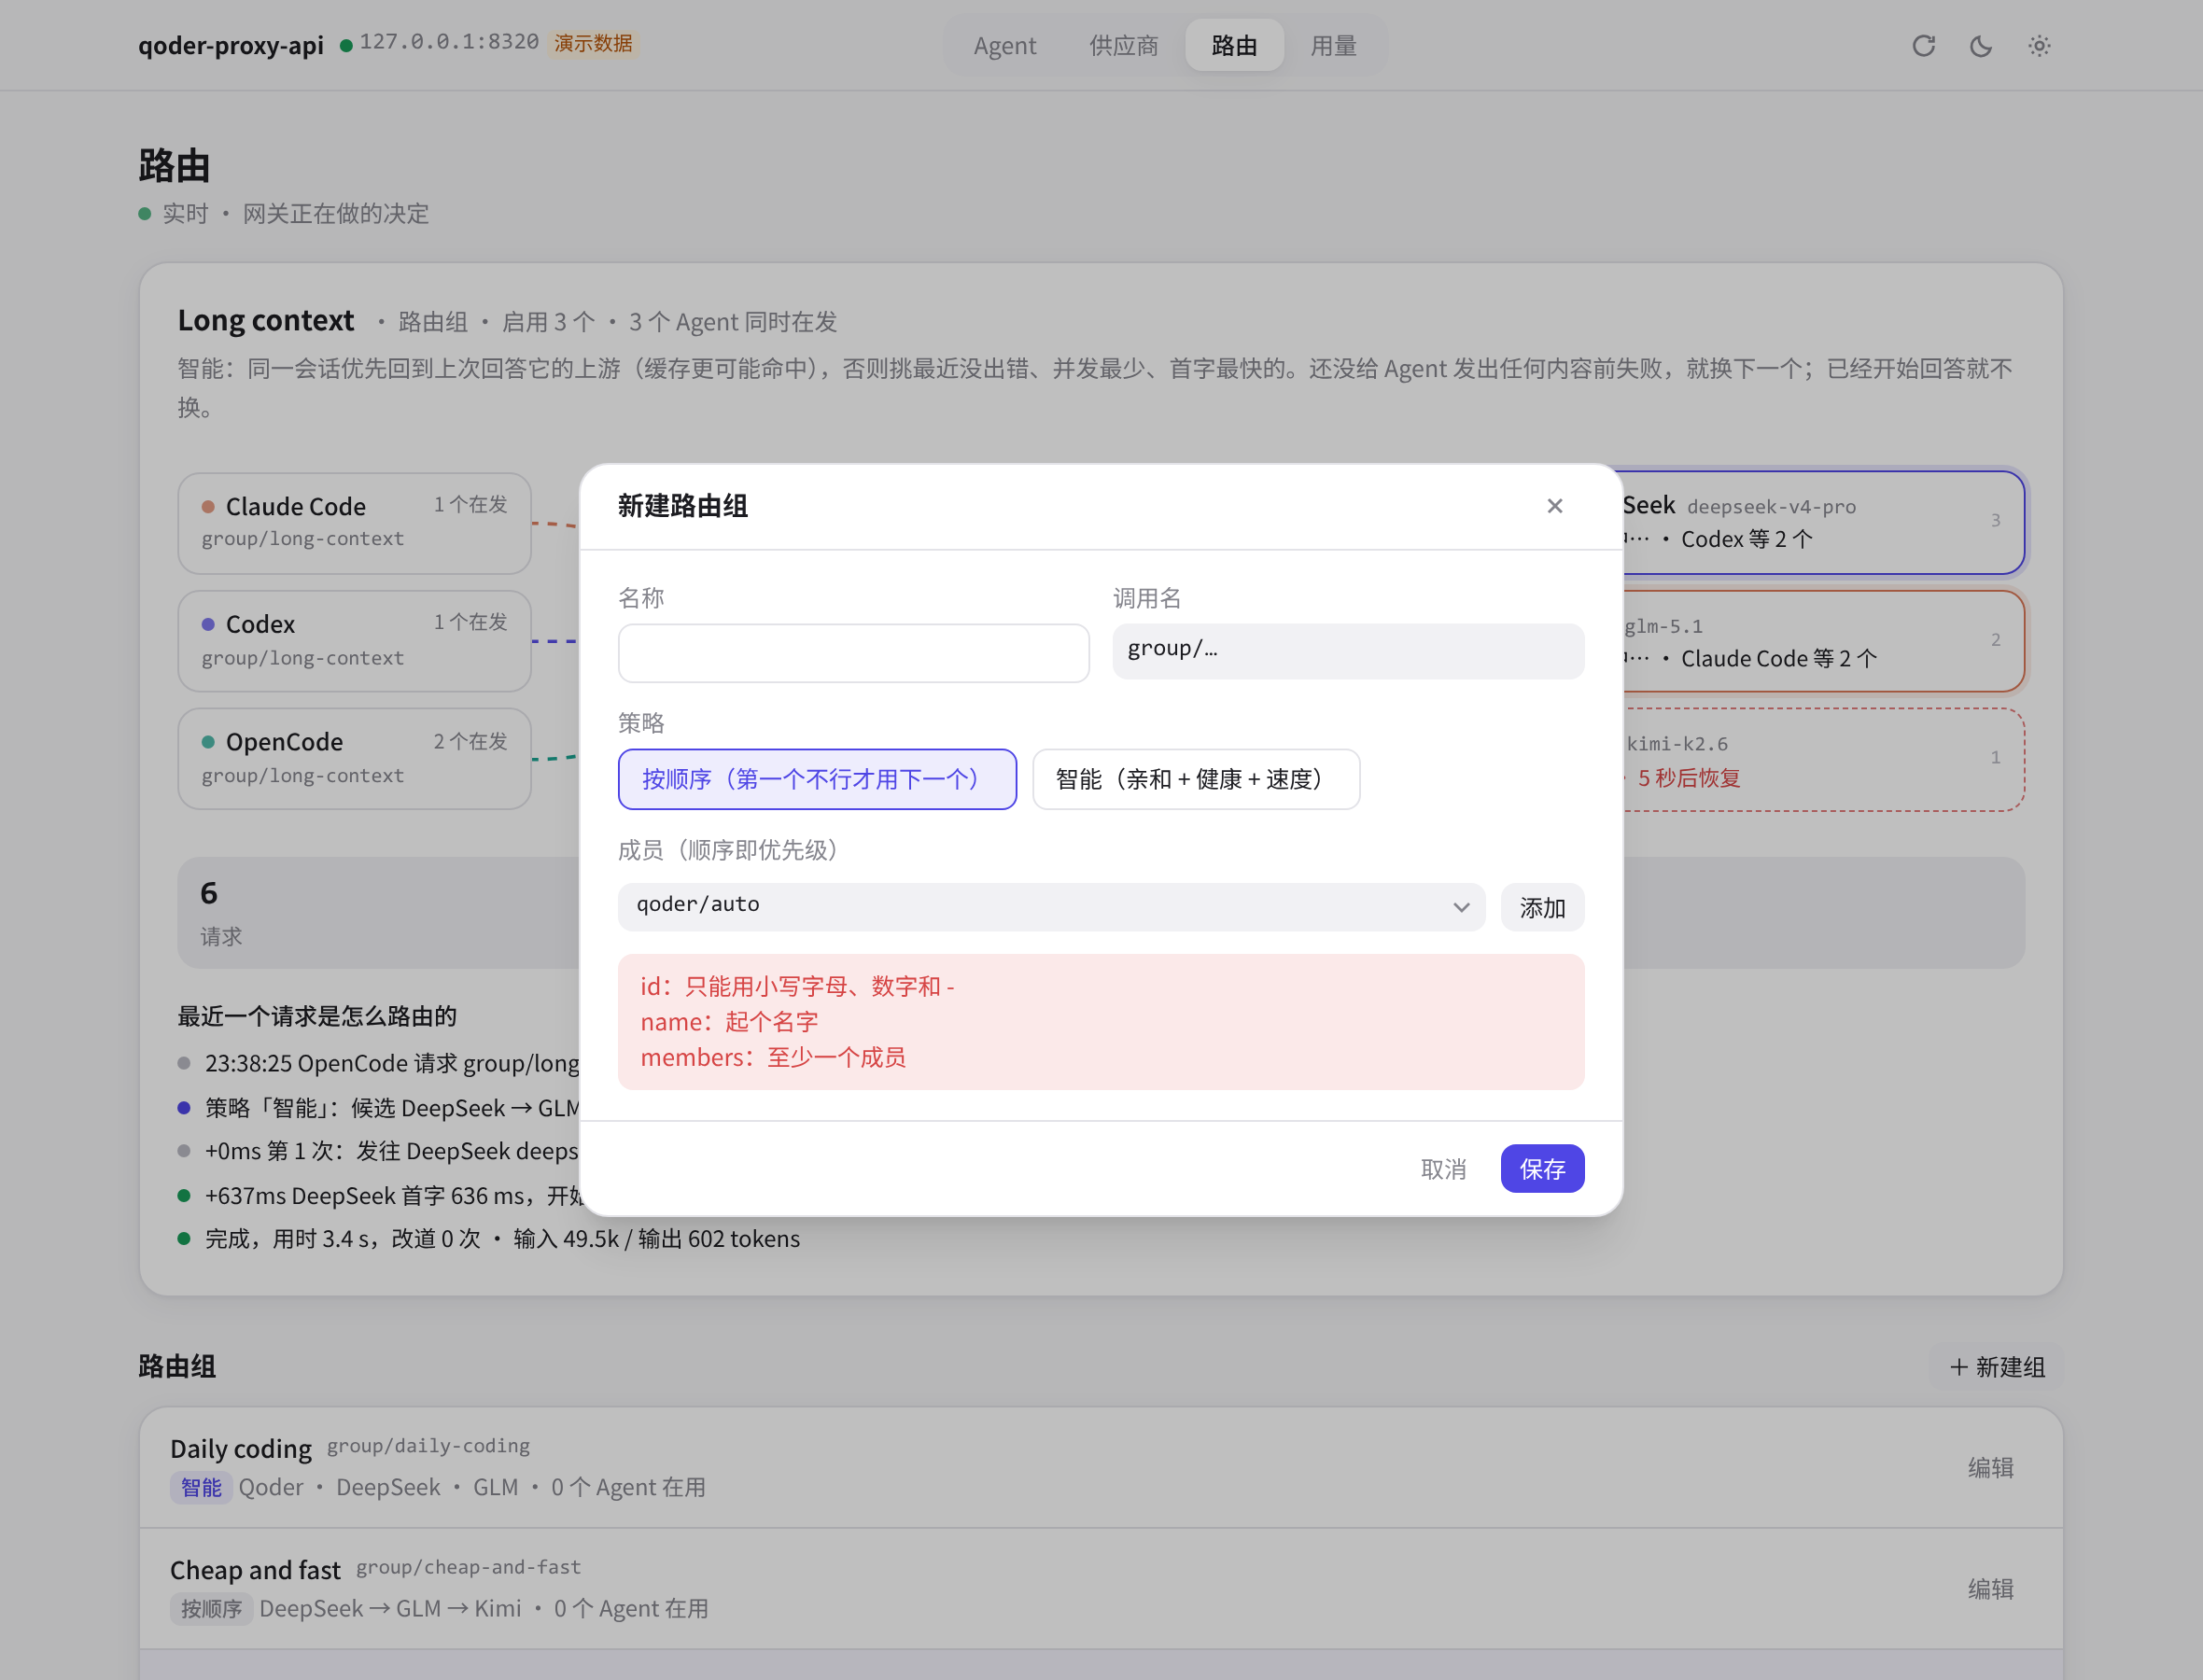 qoder-proxy-api 127.0.0.1:8320 演示数据 Agent 供应商 路由 用量
路由
实时 · 网关正在做的决定
Long context · 路由组 · 启用 3 个 · 3 个 Agent 同时在发
智能：同一会话优先回到上次回答它的上游（缓存更可能命中），否则挑最近没出错、并发最少、首字最快的。还没给 Agent 发出任何内容前失败，就换下一个；已经开始回答就不
换。
Claude Code 1 个在发
group/long-context
Codex 1 个在发
group/long-context
OpenCode 2 个在发
group/long-context
Seek deepseek-v4-pro
… · Codex 等 2 个
3
glm-5.1
… · Claude Code 等 2 个
2
kimi-k2.6
· 5 秒后恢复
1
新建路由组
名称
调用名
group/…
策略
按顺序（第一个不行才用下一个）
智能（亲和 + 健康 + 速度）
成员（顺序即优先级）
qoder/auto
添加
id：只能用小写字母、数字和 -
name：起个名字
members：至少一个成员
取消
保存
6
请求
最近一个请求是怎么路由的
23:38:25 OpenCode 请求 group/long
策略「智能」：候选 DeepSeek → GLM
+0ms 第 1 次：发往 DeepSeek deeps
+637ms DeepSeek 首字 636 ms，开始
完成，用时 3.4 s，改道 0 次 · 输入 49.5k / 输出 602 tokens
路由组
+ 新建组
Daily coding group/daily-coding
智能 Qoder · DeepSeek · GLM · 0 个 Agent 在用
编辑
Cheap and fast group/cheap-and-fast
按顺序 DeepSeek → GLM → Kimi · 0 个 Agent 在用
编辑